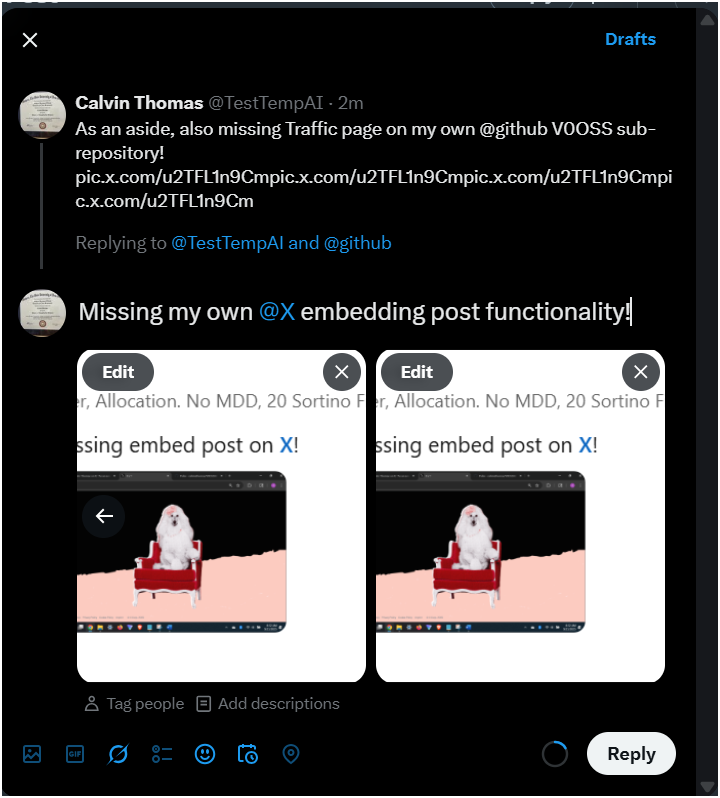 Drafts
Calvin Thomas @TestTempAI · 2m
As an aside, also missing Traffic page on my own @github V0OSS sub-
repository!
pic.x.com/u2TFL1n9Cmpic.x.com/u2TFL1n9Cmpic.x.com/u2TFL1n9Cmpi
c.x.com/u2TFL1n9Cm
Replying to @TestTempAI and @github
Missing my own @X embedding post functionality!
Edit
Edit
er, Allocation. No MDD, 20 Sortino F
er, Allocation. No MDD, 20 Sortino F
ssing embed post on X!
ssing embed post on X!
Tag people
Add descriptions
GIF
Reply